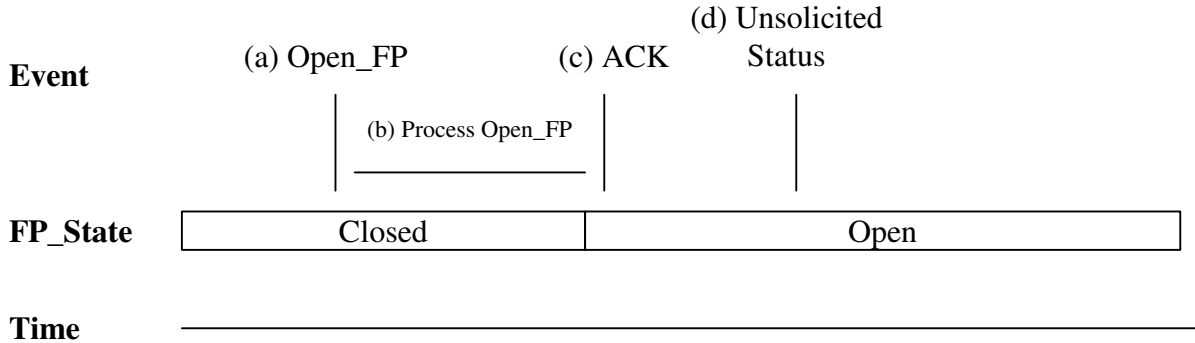 (d) Unsolicited
(a) Open_FP
(c) ACK
Status
Event
(b) Process Open_FP
FP_State
Closed
Open
Time